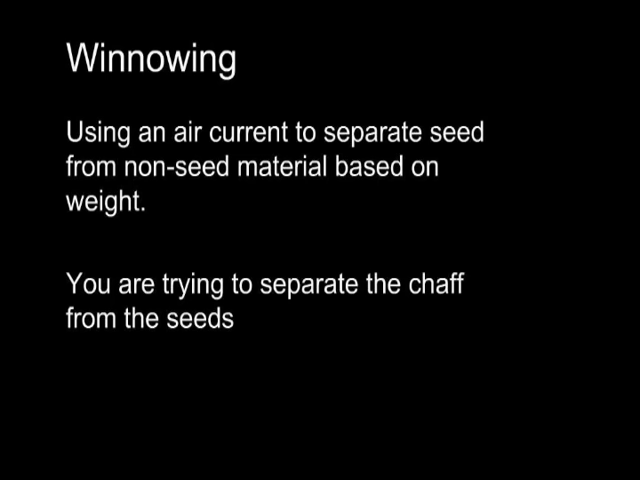 Winnowing
Using an air current to separate seed
from non-seed material based on
weight.
You are trying to separate the chaff
from the seeds